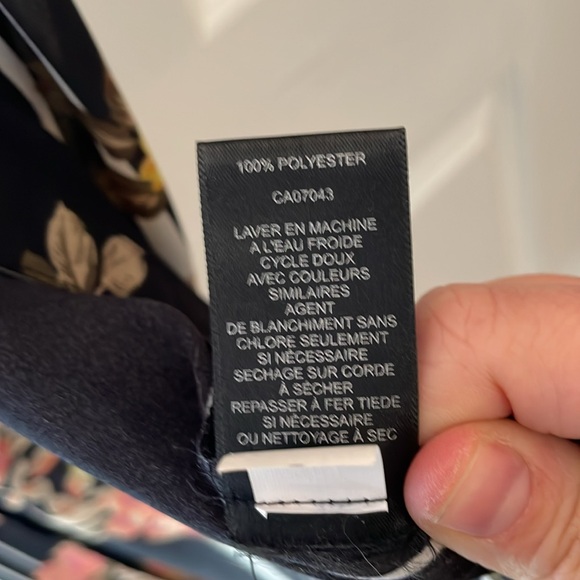 100% POLYESTER
CA07043
LAVER EN MACHINE
A L'EAU FROIDE
CYCLE DOUX
AVEC COULEURS
SIMILAIRES
AGENT
DE BLANCHIMENT SANS
CHLORE SEULEMENT
SI NÉCESSAIRE
SECHAGE SUR CORDE
À SÉCHER
REPASSER À FER TIEDE
SI NÉCESSAIRE
OU NETTOYAGE À SEC